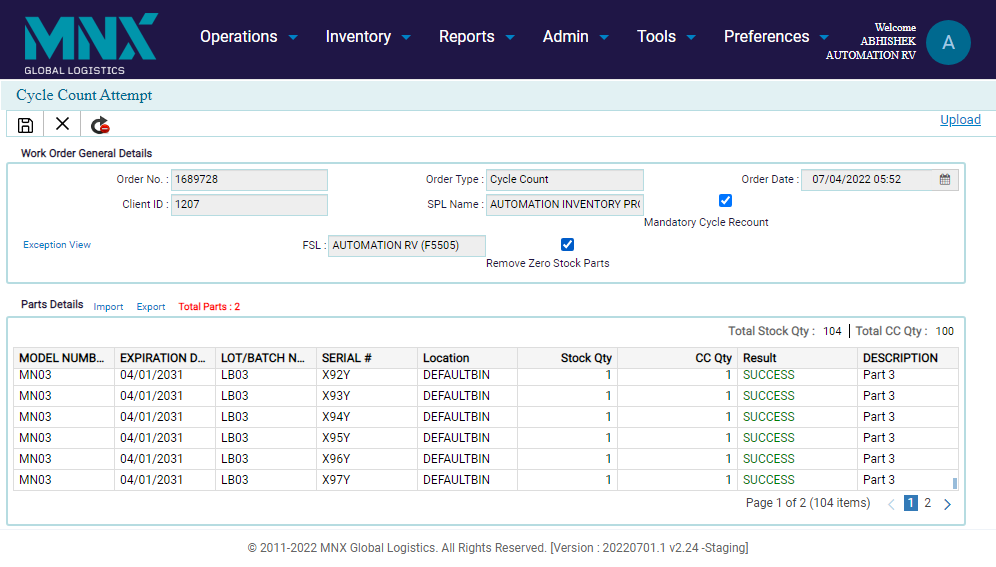 MNX
GLOBAL LOGISTICS
Operations Inventory Reports Admin Tools Preferences
Welcome
ABHISHEK
AUTOMATION RV
A
Cycle Count Attempt
Upload
Work Order General Details
Order No. : 1689728 Order Type : Cycle Count Order Date : 07/04/2022 05:52
Client ID : 1207 SPL Name : AUTOMATION INVENTORY PRO
Mandatory Cycle Recount
Exception View FSL : AUTOMATION RV (F5505)
Remove Zero Stock Parts
Parts Details Import Export Total Parts : 2
Total Stock Qty : 104 Total CC Qty : 100
MODEL NUMB... EXPIRATION D... LOT/BATCH N... SERIAL # Location Stock Qty CC Qty Result DESCRIPTION
MN03 04/01/2031 LB03 X92Y DEFAULTBIN 1 1 SUCCESS Part 3
MN03 04/01/2031 LB03 X93Y DEFAULTBIN 1 1 SUCCESS Part 3
MN03 04/01/2031 LB03 X94Y DEFAULTBIN 1 1 SUCCESS Part 3
MN03 04/01/2031 LB03 X95Y DEFAULTBIN 1 1 SUCCESS Part 3
MN03 04/01/2031 LB03 X96Y DEFAULTBIN 1 1 SUCCESS Part 3
MN03 04/01/2031 LB03 X97Y DEFAULTBIN 1 1 SUCCESS Part 3
Page 1 of 2 (104 items) 1 2
© 2011-2022 MNX Global Logistics. All Rights Reserved. [Version : 20220701.1 v2.24 -Staging]